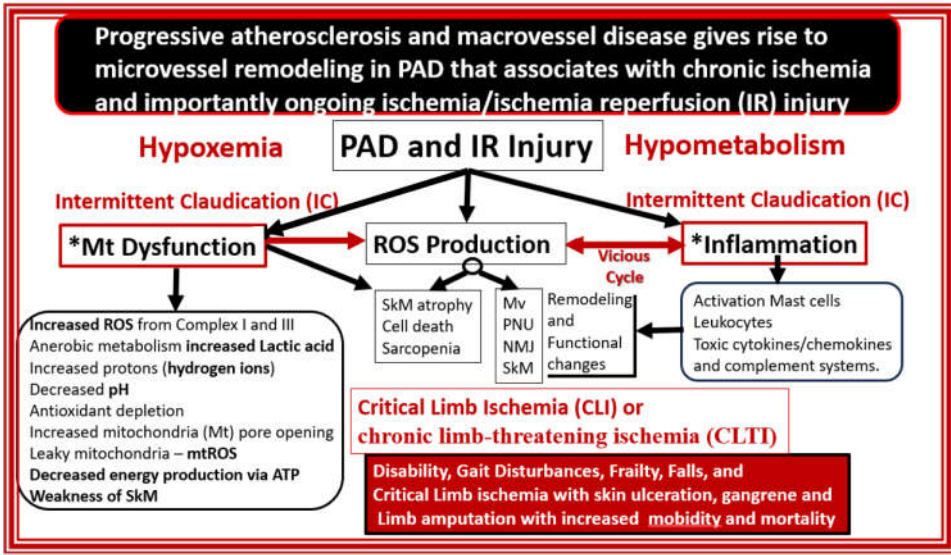 Progressive atherosclerosis and macrovessel disease gives rise to
microvessel remodeling in PAD that associates with chronic ischemia
and importantly ongoing ischemia/ischemia reperfusion (IR) injury
Hypoxemia
PAD and IR Injury
Hypometabolism
Intermittent Claudication (IC)
Intermittent Claudication (IC)
*Mt Dysfunction
ROS Production
Vicious
Cycle
*Inflammation
Increased ROS from Complex I and III
Anerobic metabolism increased Lactic acid
Increased protons (hydrogen ions)
Decreased pH
Antioxidant depletion
Increased mitochondria (Mt) pore opening
Leaky mitochondria – mtROS
Decreased energy production via ATP
Weakness of SkM
SkM atrophy
Cell death
Sarcopenia
Mv
PNU
NMJ
SkM
Remodeling
and
Functional
changes
Activation Mast cells
Leukocytes
Toxic cytokines/chemokines
and complement systems.
Critical Limb Ischemia (CLI) or
chronic limb-threatening ischemia (CLTI)
Disability, Gait Disturbances, Frailty, Falls, and
Critical Limb ischemia with skin ulceration, gangrene and
Limb amputation with increased mobidity and mortality